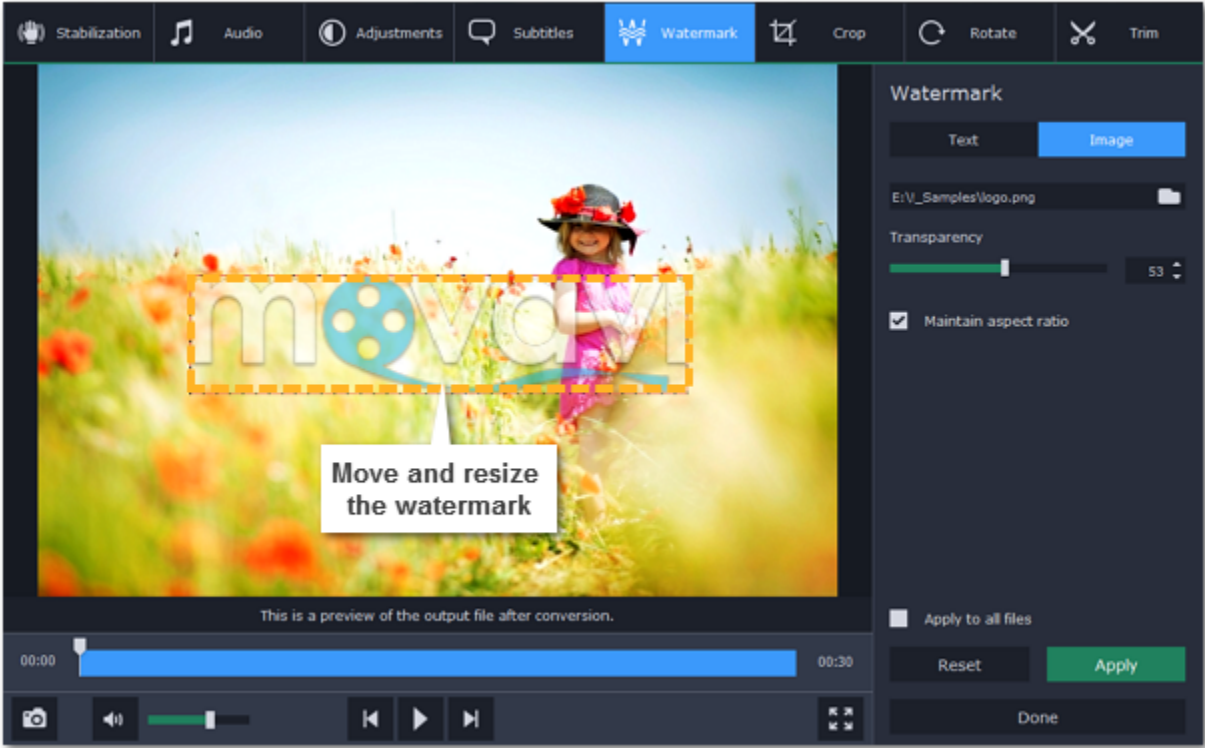 Stabilization
Audio
Adjustments
Subtitles
Watermark
Crop
Rotate
Trim
Watermark
Text
Image
E:\!_Samples\logo.png
Transparency
53
Maintain aspect ratio
movavi
Move and resize
the watermark
This is a preview of the output file after conversion.
Apply to all files
00:00
00:30
Reset
Apply
Done